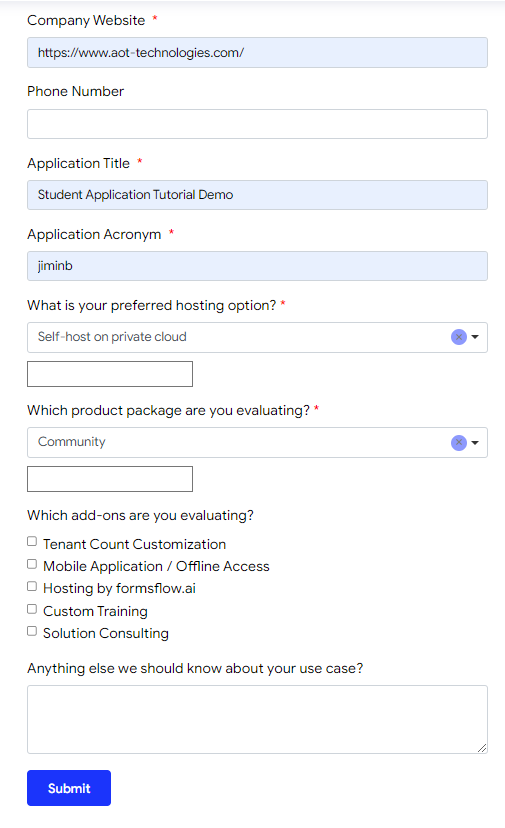 Company Website *
https://www.aot-technologies.com/
Phone Number
Application Title *
Student Application Tutorial Demo
Application Acronym *
jiminb
What is your preferred hosting option? *
Self-host on private cloud
Which product package are you evaluating? *
Community
Which add-ons are you evaluating?
Tenant Count Customization
Mobile Application / Offline Access
Hosting by formsflow.ai
Custom Training
Solution Consulting
Anything else we should know about your use case?
Submit